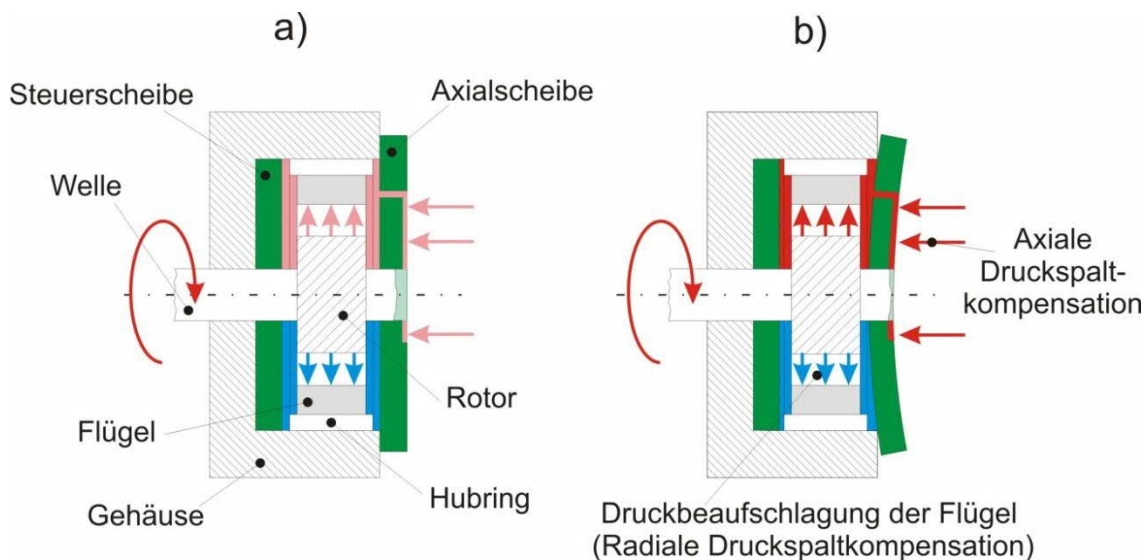 a)
b)
Steuerscheibe
Axialscheibe
Welle
Axiale
Druckspalt-
kompensation
Flügel
Rotor
Gehäuse
Hubring
Druckbeaufschlagung der Flügel
(Radiale Druckspaltkompensation)